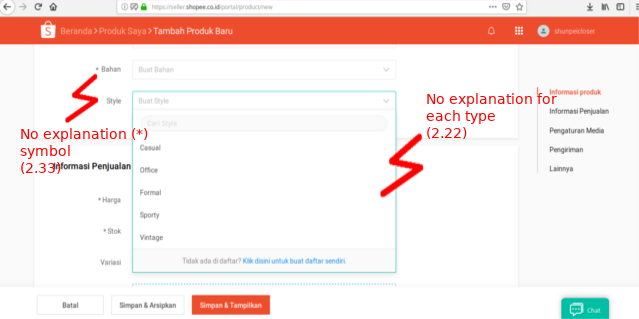 https://seller.shopee.co.id/portal/product/new
Beranda > Produk Saya > Tambah Produk Baru
* Bahan
Buat Bahan
Style
Buat Style
Cari Style
Casual
Office
Formal
Sporty
Vintage
Tidak ada di daftar? Klik disini untuk buat daftar sendiri.
No explanation (*)
symbol
(2.33)
No explanation for
each type
(2.22)
Informasi Penjualan
* Harga
* Stok
Variasi
Informasi produk
Informasi Penjualan
Pengaturan Media
Pengiriman
Lainnya
Batal
Simpan & Arsipkan
Simpan & Tampilkan
Chat